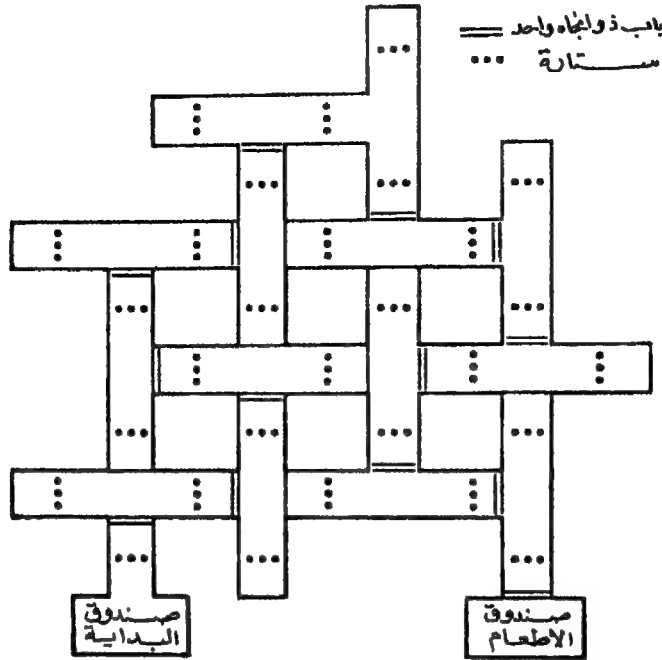 باب ذو اتجاه واحد
ستارة
صندوق
البداية
صندوق
الاطعام